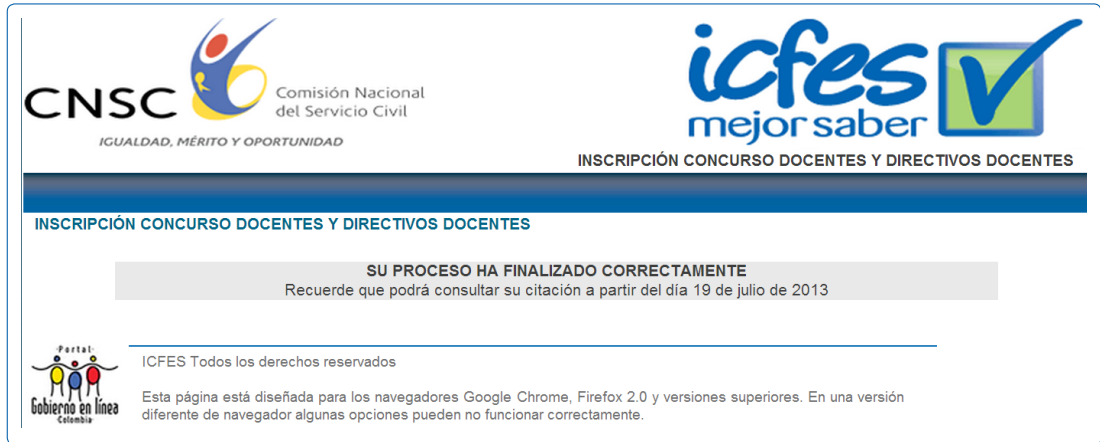 CNSC
Comisión Nacional
del Servicio Civil
IGUALDAD, MÉRITO Y OPORTUNIDAD
icfes
mejor saber
INSCRIPCIÓN CONCURSO DOCENTES Y DIRECTIVOS DOCENTES
INSCRIPCIÓN CONCURSO DOCENTES Y DIRECTIVOS DOCENTES
SU PROCESO HA FINALIZADO CORRECTAMENTE
Recuerde que podrá consultar su citación a partir del día 19 de julio de 2013
·Portal·
Gobierno en línea
·Colombia·
ICFES Todos los derechos reservados
Esta página está diseñada para los navegadores Google Chrome, Firefox 2.0 y versiones superiores. En una versión
diferente de navegador algunas opciones pueden no funcionar correctamente.